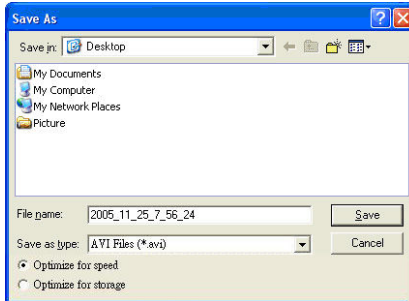 Save As
Save in: Desktop
My Documents
My Computer
My Network Places
Picture
File name: 2005_11_25_7_56_24 Save
Save as type: AVI Files (*.avi) Cancel
Optimize for speed
Optimize for storage